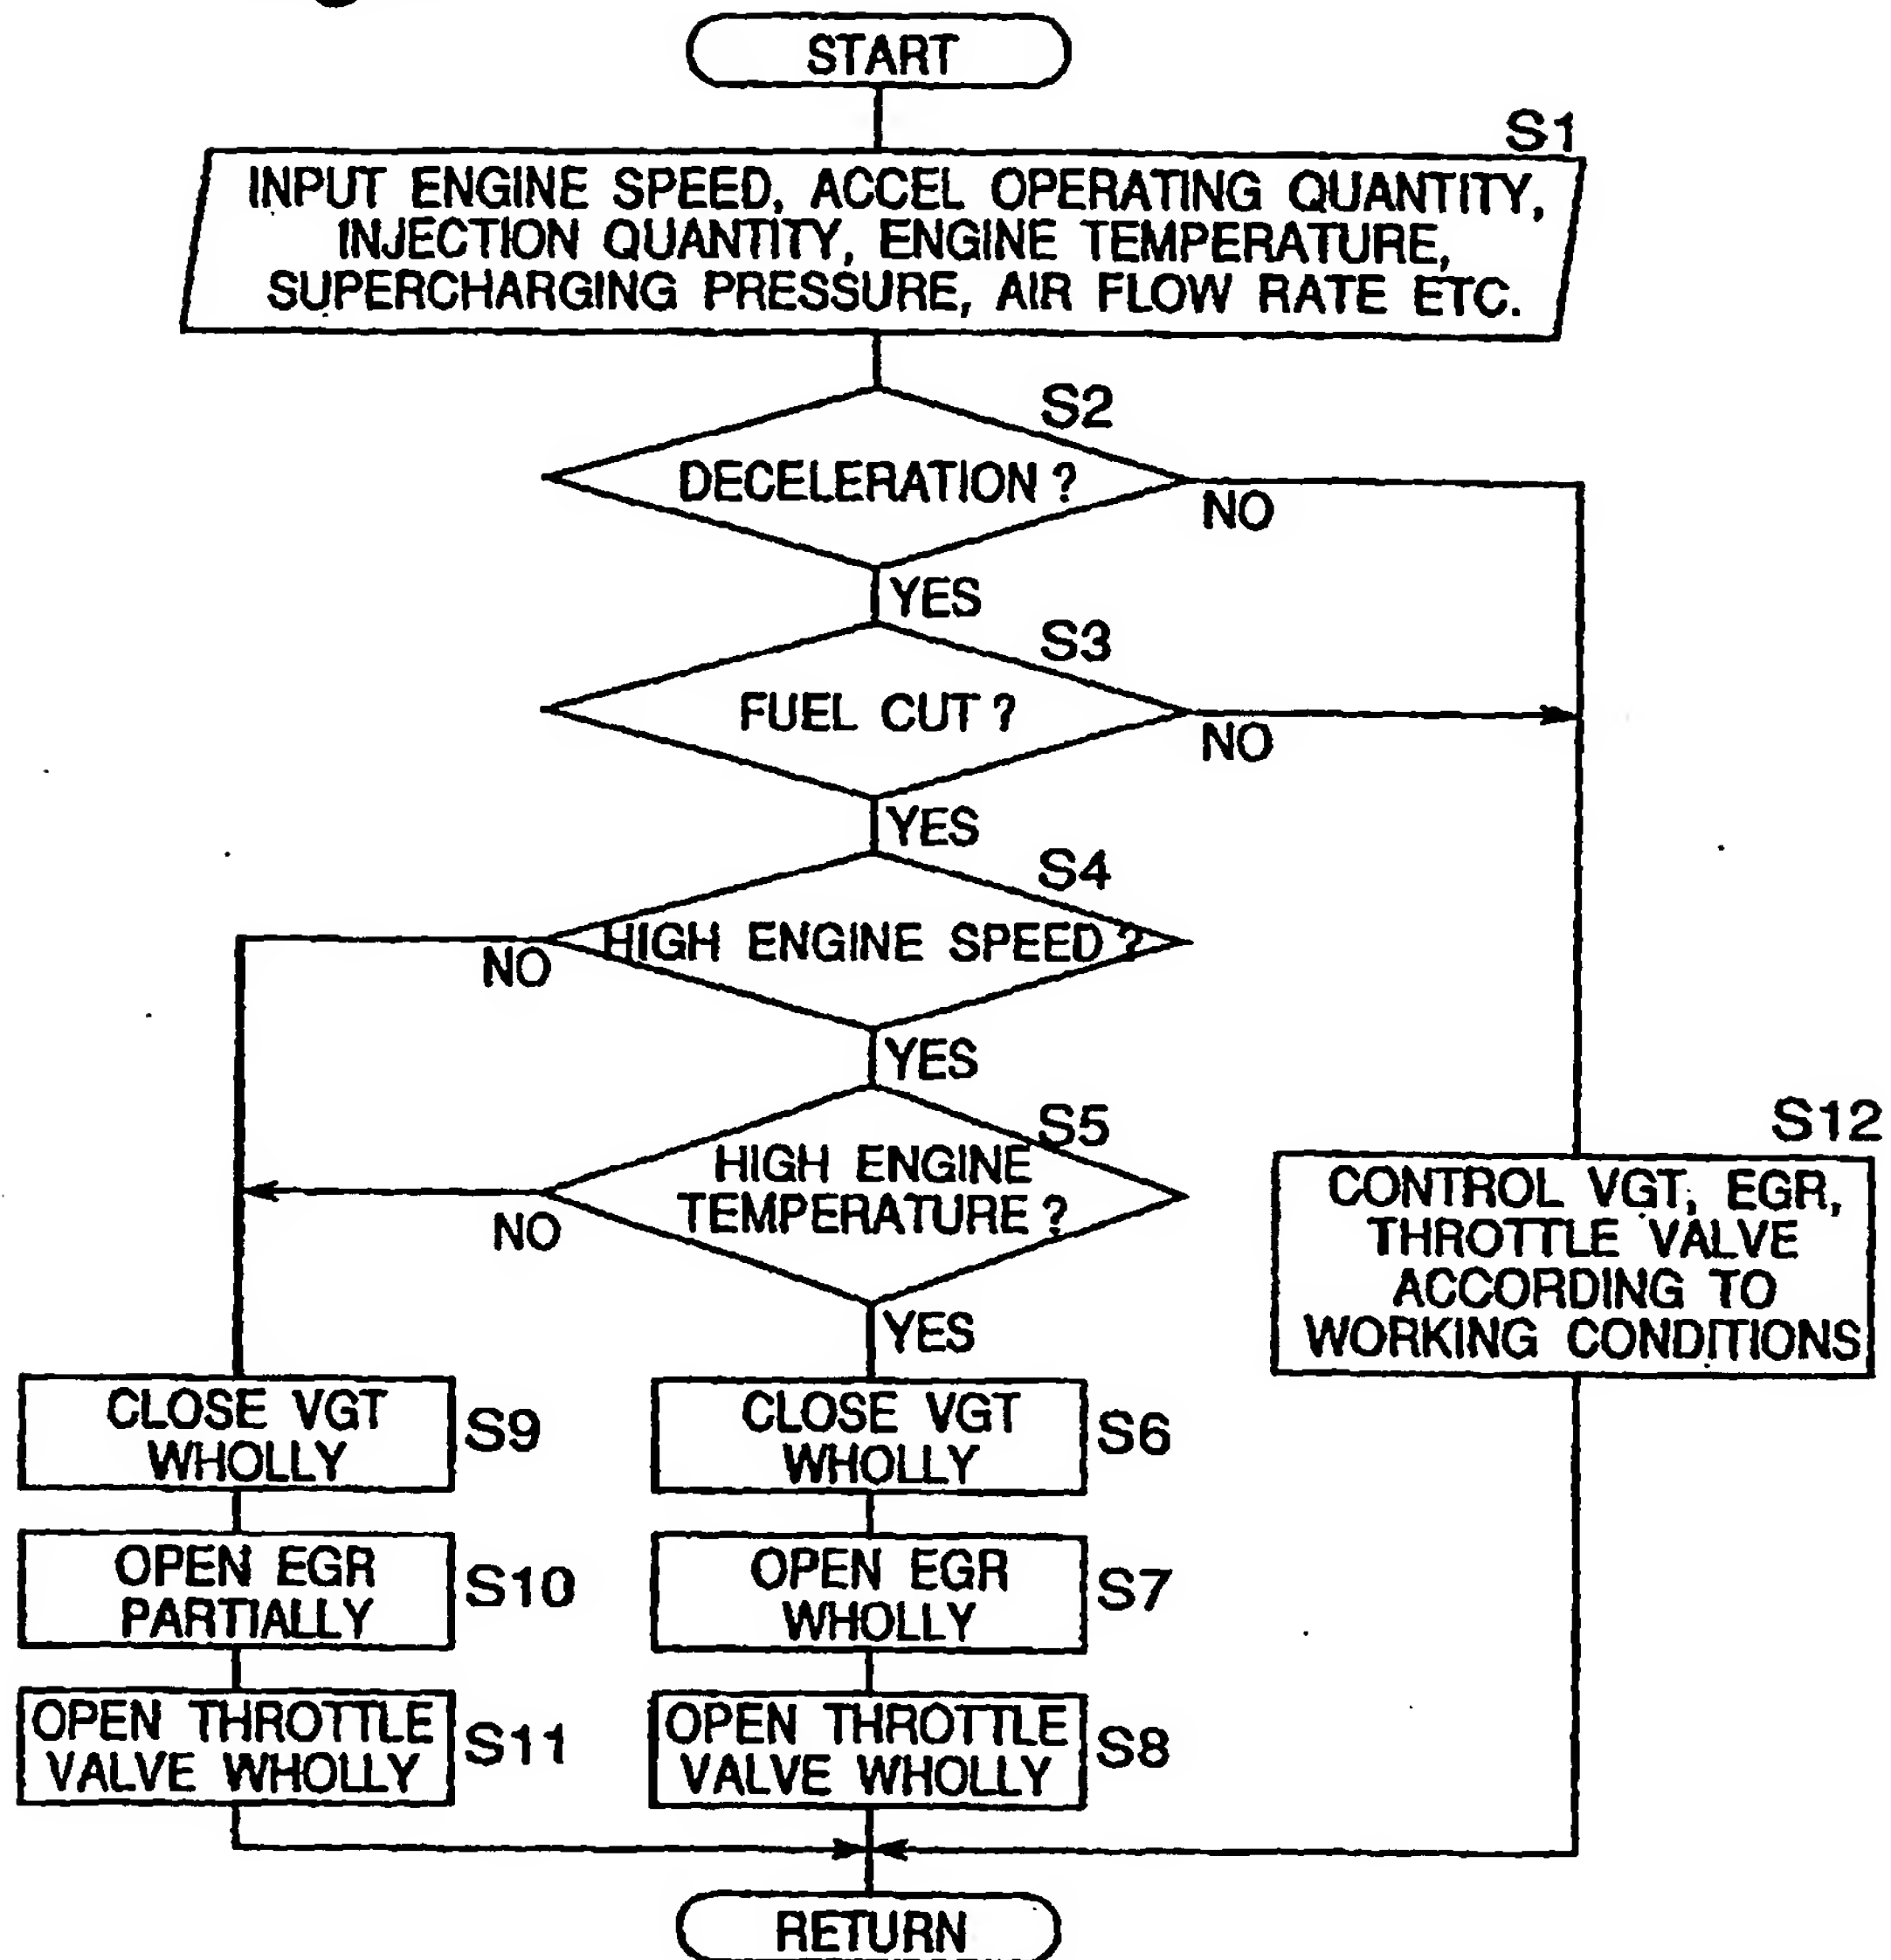 START
S1
INPUT ENGINE SPEED, ACCEL OPERATING QUANTITY,
INJECTION QUANTITY, ENGINE TEMPERATURE,
SUPERCHARGING PRESSURE, AIR FLOW RATE ETC.
S2
DECELERATION ?
NO
YES
S3
FUEL CUT ?
NO
YES
S4
HIGH ENGINE SPEED ?
NO
YES
S5
HIGH ENGINE
TEMPERATURE ?
NO
YES
S12
CONTROL VGT, EGR,
THROTTLE VALVE
ACCORDING TO
WORKING CONDITIONS
CLOSE VGT
WHOLLY
S9
CLOSE VGT
WHOLLY
S6
OPEN EGR
PARTIALLY
S10
OPEN EGR
WHOLLY
S7
OPEN THROTTLE
VALVE WHOLLY
S11
OPEN THROTTLE
VALVE WHOLLY
S8
RETURN